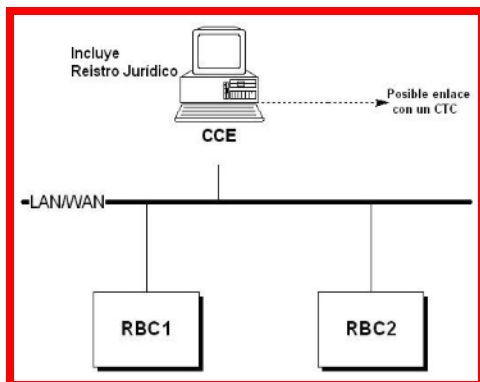 Incluye
Reistro Jurídico
Posible enlace
con un CTC
CCE
LAN/WAN
RBC1
RBC2